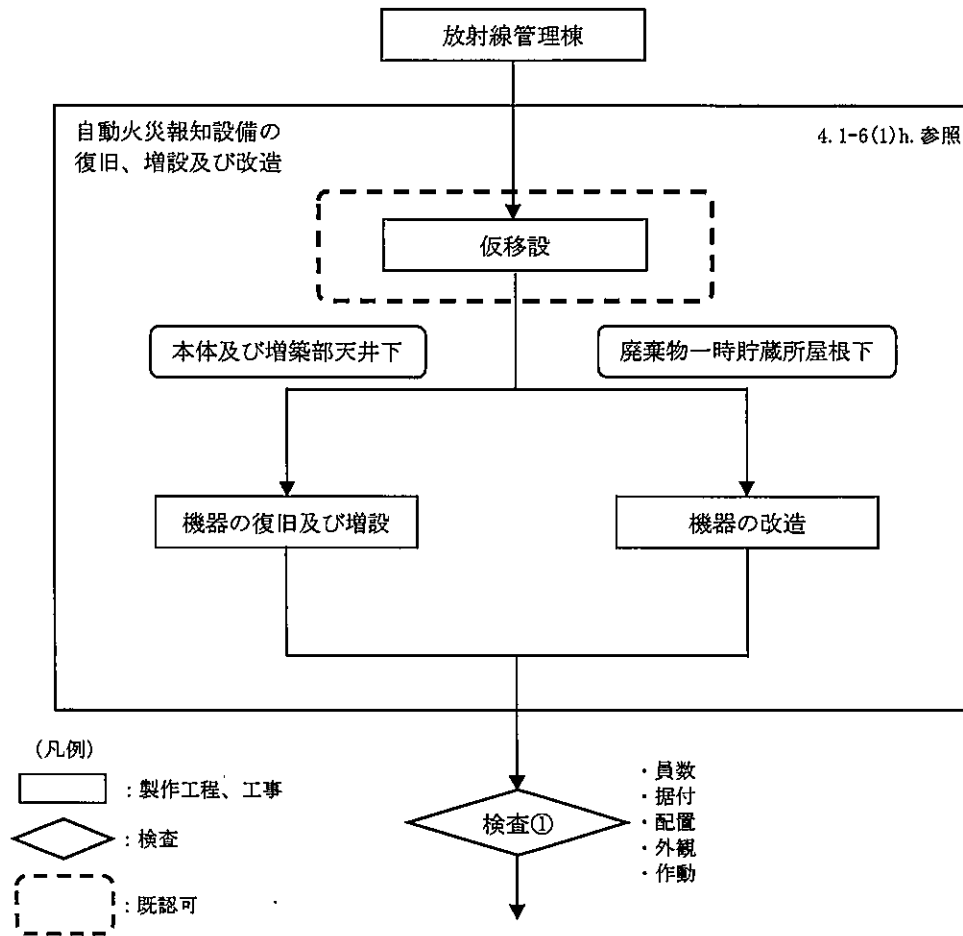 放射線管理棟
自動火災報知設備の
復旧、増設及び改造
4.1-6(1)h.参照
仮移設
本体及び増築部天井下
廃棄物一時貯蔵所屋根下
機器の復旧及び増設
機器の改造
(凡例)
：製作工程、工事
：検査
：既認可
検査①
・員数
・据付
・配置
・外観
・作動